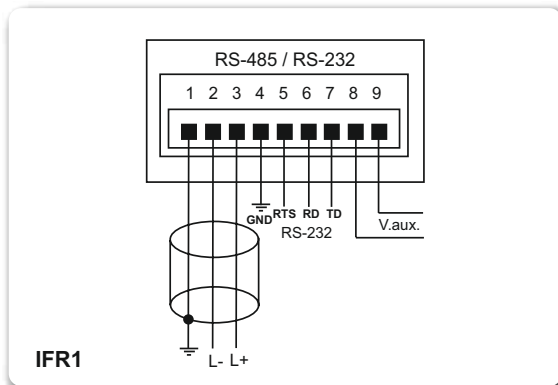 RS-485 / RS-232
1 2 3 4 5 6 7 8 9
GND RTS RD TD
RS-232
V.aux.
L- L+
IFR1